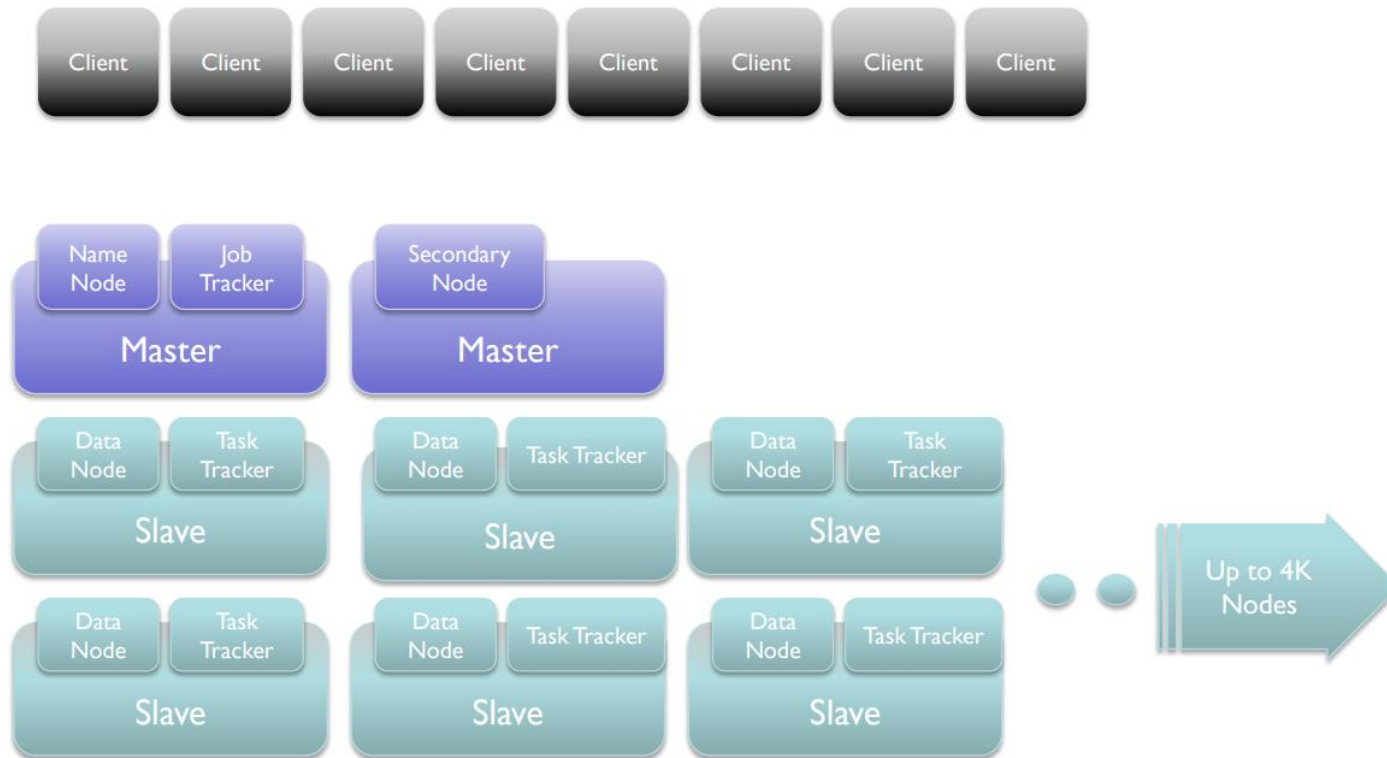 Client
Client
Client
Client
Client
Client
Client
Client
Name
Node
Job
Tracker
Master
Secondary
Node
Master
Data
Node
Task
Tracker
Slave
Data
Node
Task Tracker
Slave
Data
Node
Task
Tracker
Slave
Data
Node
Task
Tracker
Slave
Data
Node
Task Tracker
Slave
Data
Node
Task Tracker
Slave
Up to 4K
Nodes